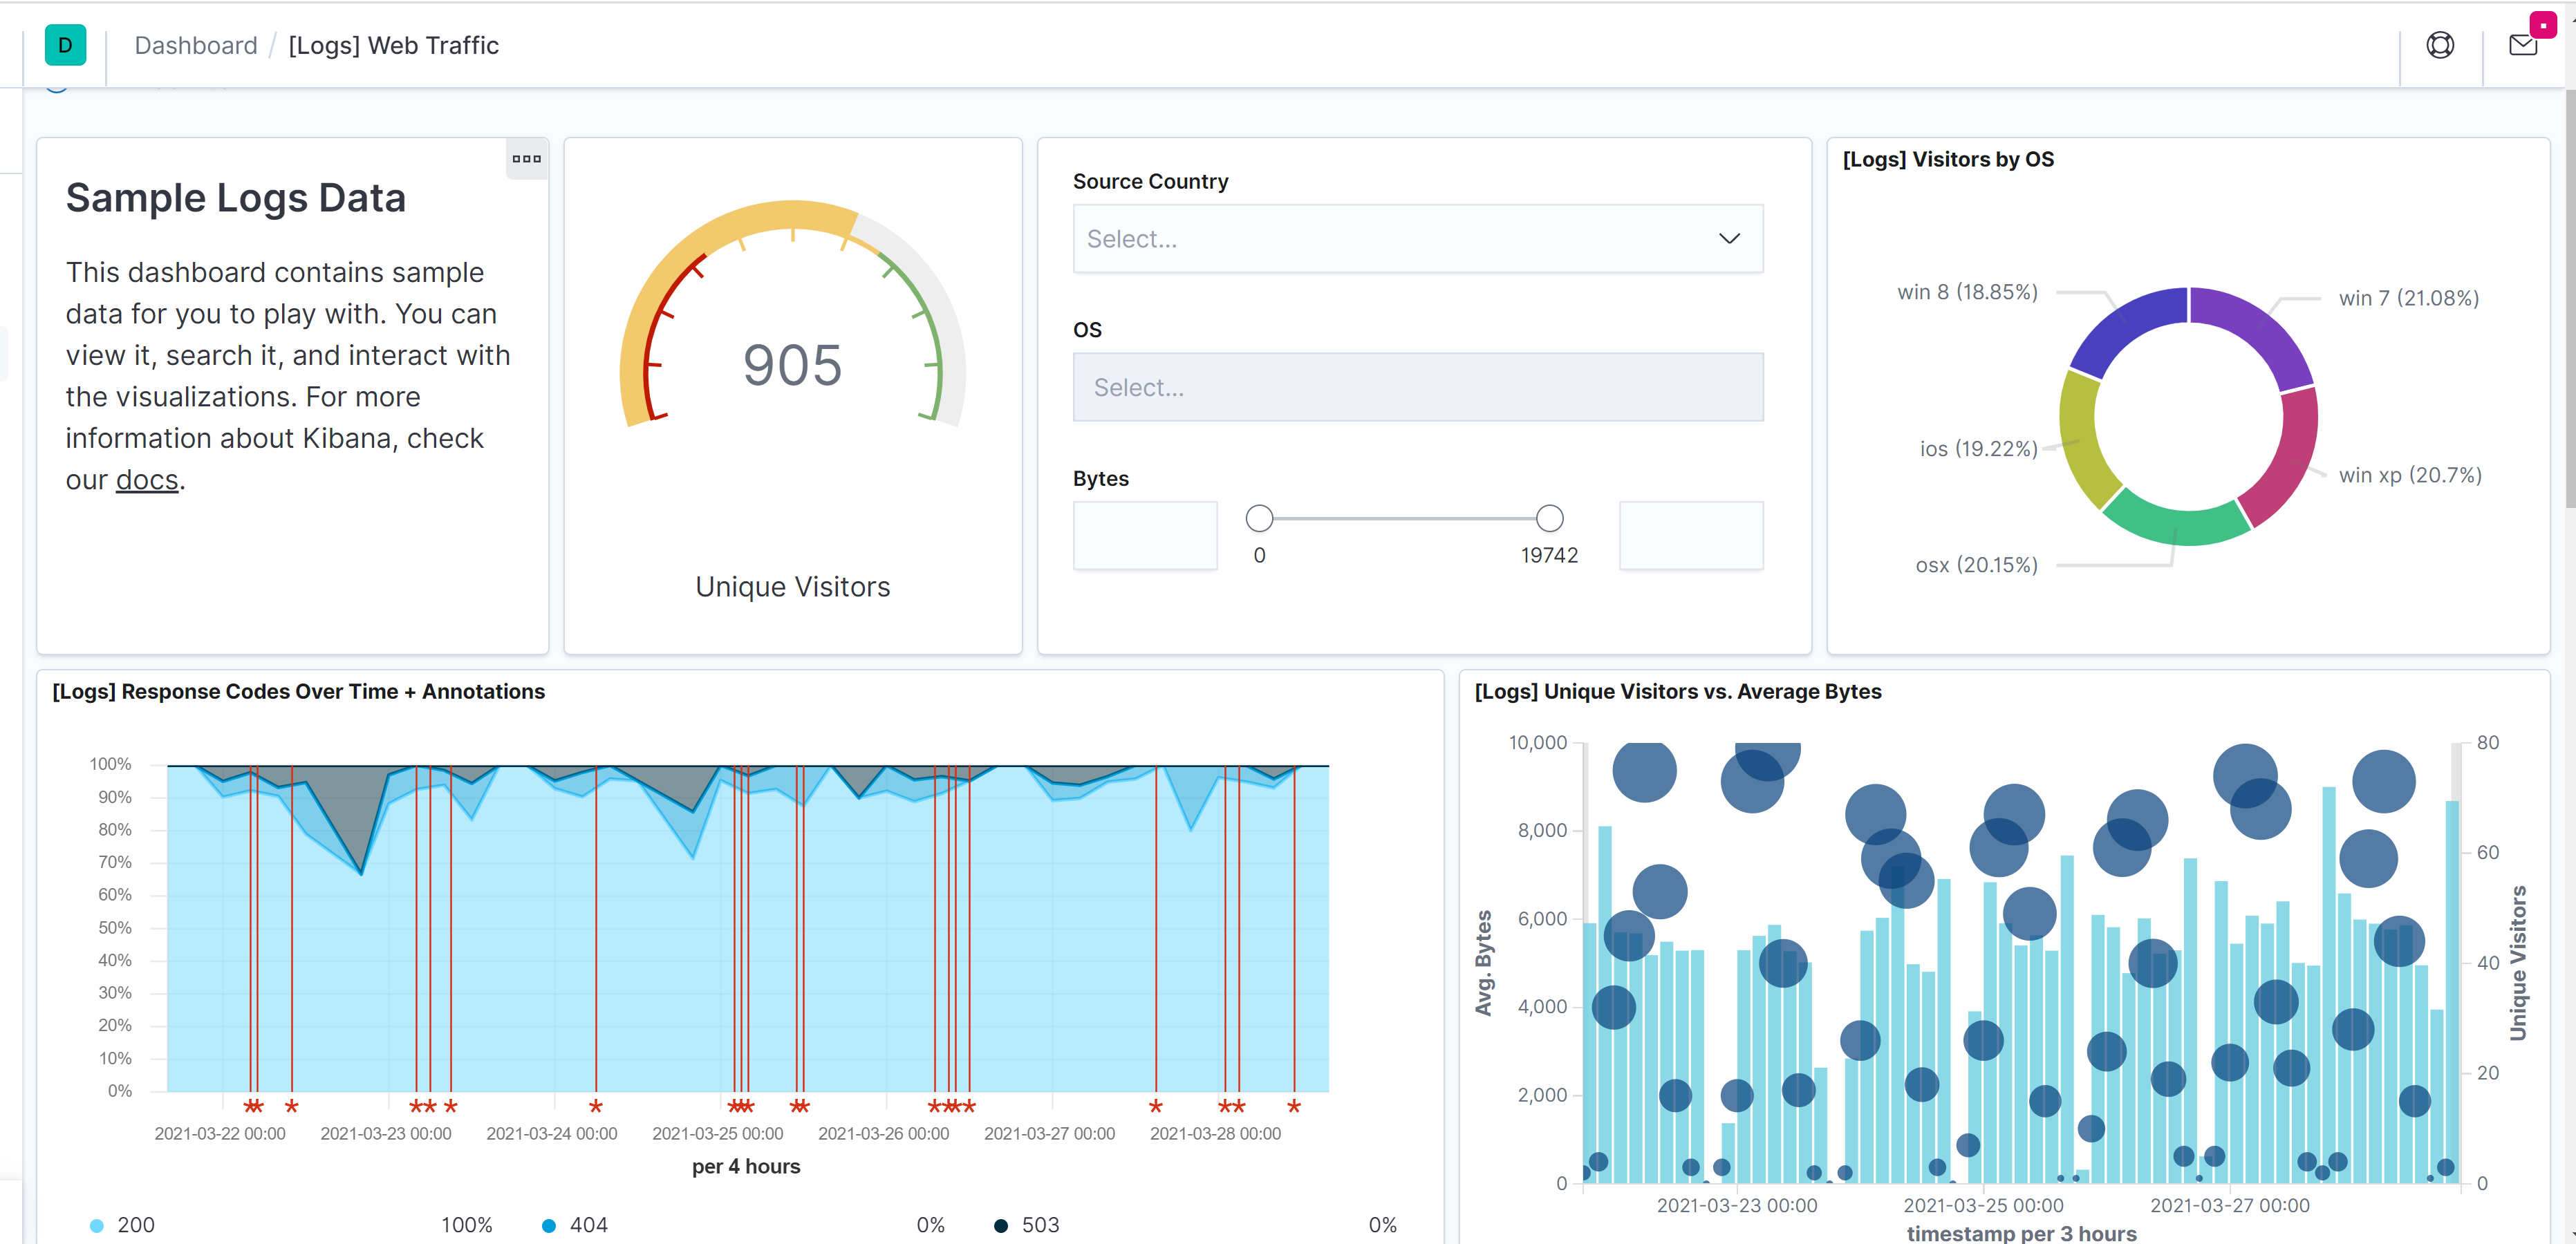 D
Dashboard / [Logs] Web Traffic
Sample Logs Data
This dashboard contains sample
data for you to play with. You can
view it, search it, and interact with
the visualizations. For more
information about Kibana, check
our docs.
905
Unique Visitors
Source Country
Select...
OS
Select...
Bytes
0
19742
[Logs] Visitors by OS
win 8 (18.85%)
win 7 (21.08%)
ios (19.22%)
win xp (20.7%)
osx (20.15%)
[Logs] Response Codes Over Time + Annotations
100%
90%
80%
70%
60%
50%
40%
30%
20%
10%
0%
2021-03-22 00:00
2021-03-23 00:00
2021-03-24 00:00
2021-03-25 00:00
2021-03-26 00:00
2021-03-27 00:00
2021-03-28 00:00
per 4 hours
200 100%
404 0%
503 0%
[Logs] Unique Visitors vs. Average Bytes
10,000
8,000
6,000
4,000
2,000
0
Avg. Bytes
80
60
40
20
0
Unique Visitors
2021-03-23 00:00
2021-03-25 00:00
2021-03-27 00:00
timestamp per 3 hours